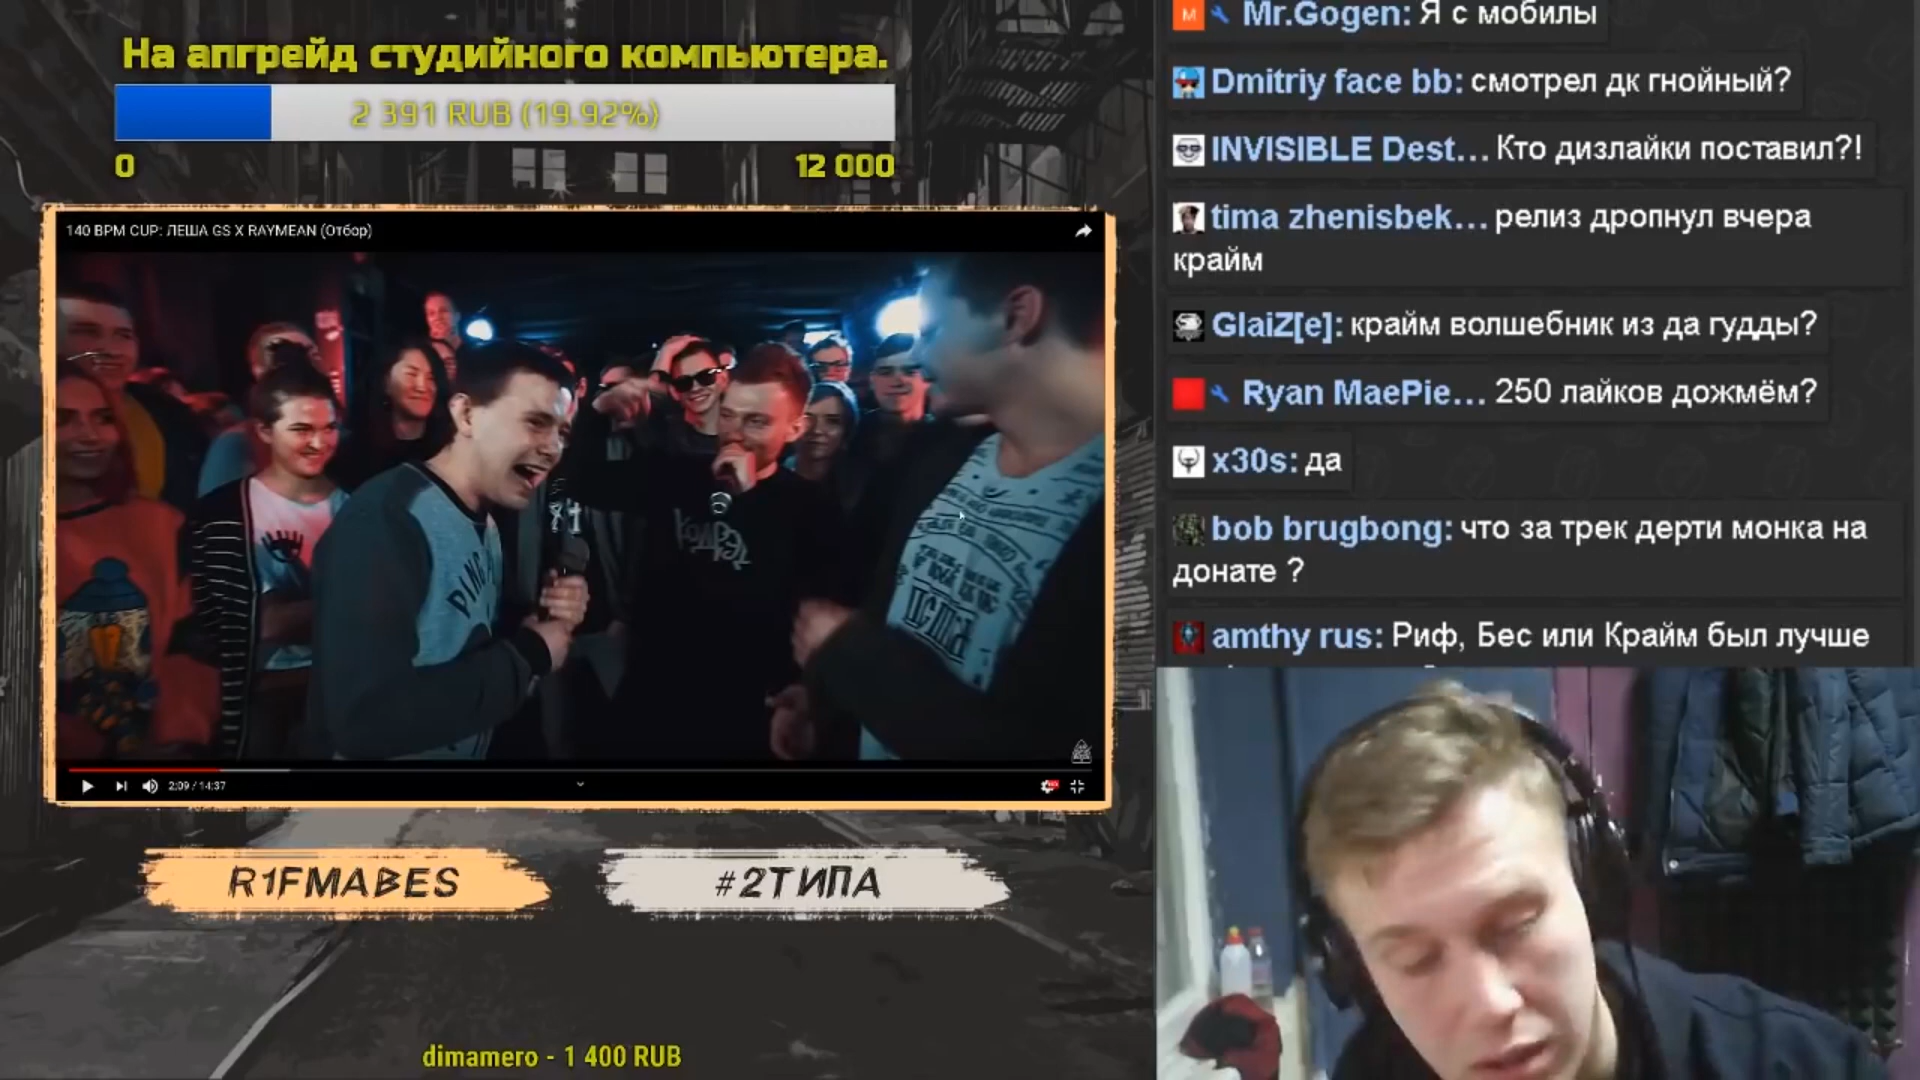 На апгрейд студийного компьютера.
2 391 RUB (19.92%)
0
12 000
140 BPM CUP: ЛЕША GS X RAYMEAN (Отбор)
2:09 / 14:37
R1FMABES
#2ТИПА
dimamero - 1 400 RUB
M Mr.Gogen: Я с мобилы
Dmitriy face bb: смотрел дк гнойный?
INVISIBLE Dest... Кто дизлайки поставил?!
tima zhenisbek... релиз дропнул вчера
крайм
GlaiZ[e]: крайм волшебник из да гудды?
Ryan MaePie... 250 лайков дожмём?
x30s: да
bob brugbong: что за трек дерти монка на
донате ?
amthy rus: Риф, Бес или Крайм был лучше